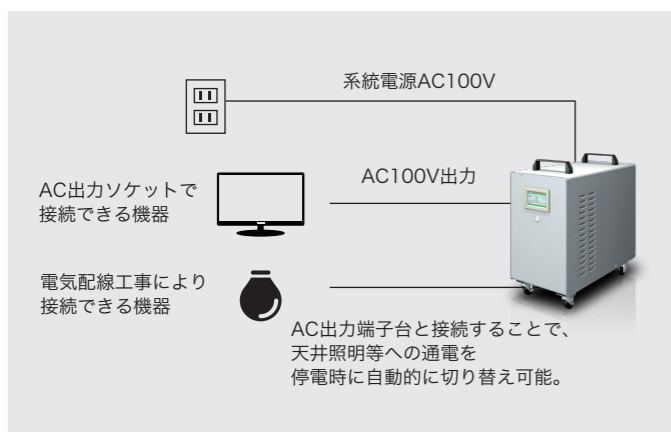 系統電源AC100V
AC出力ソケットで
接続できる機器
AC100V出力
電気配線工事により
接続できる機器
AC出力端子台と接続することで、
天井照明等への通電を
停電時に自動的に切り替え可能。